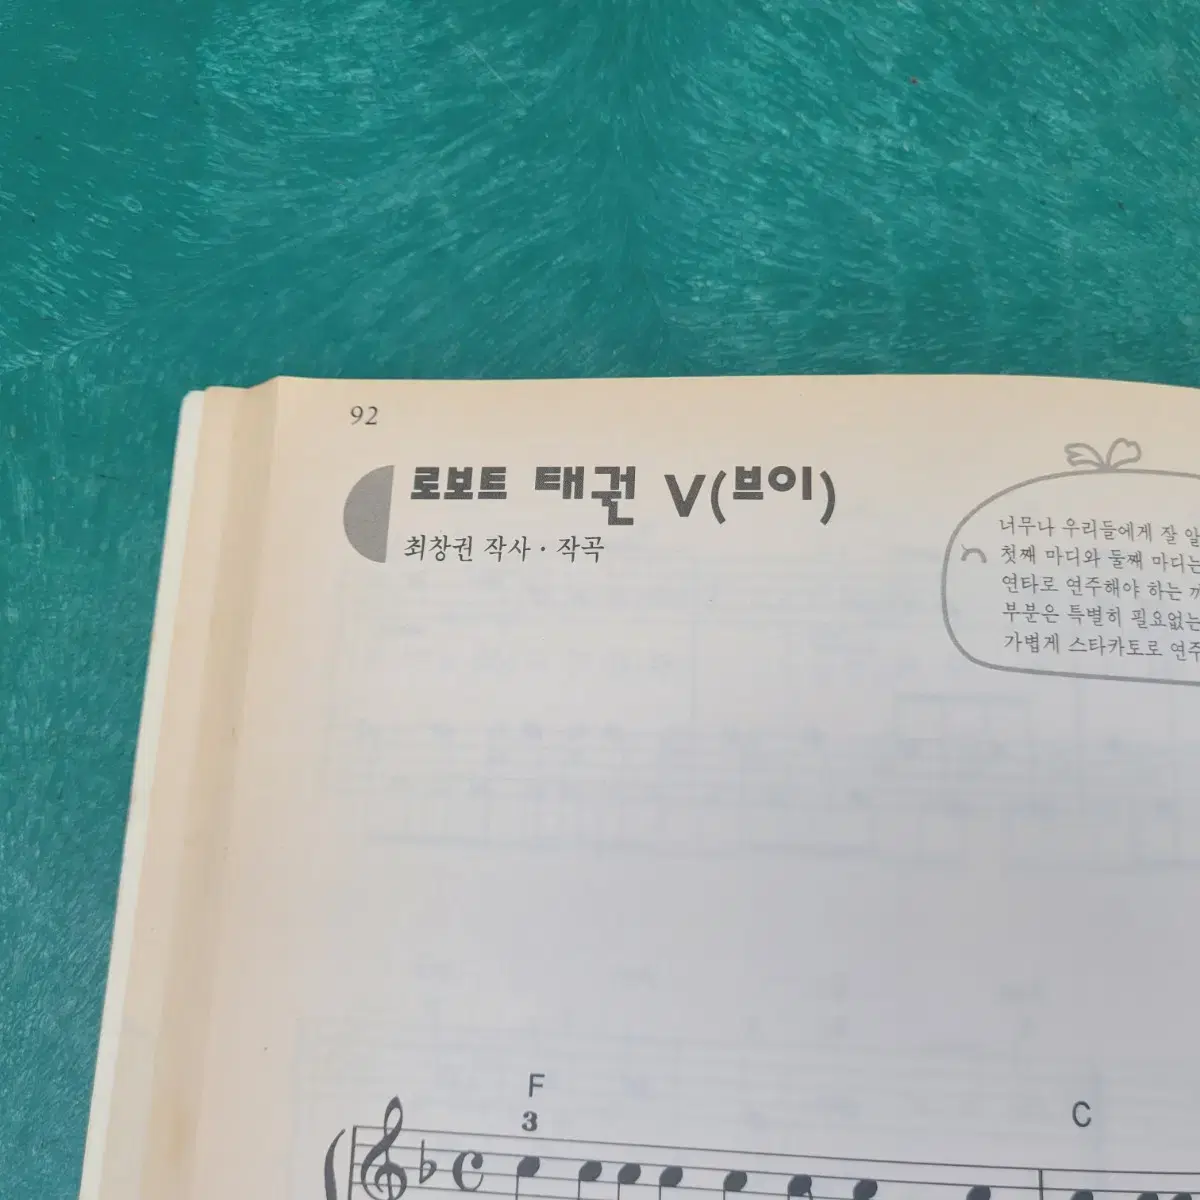 92
로보트 태권 V(브이)
최창권 작사·작곡
너무나 우리들에게 잘 알
첫째 마디와 둘째 마디는
연타로 연주해야 하는 까
부분은 특별히 필요없는
가볍게 스타카토로 연주
F
3
C